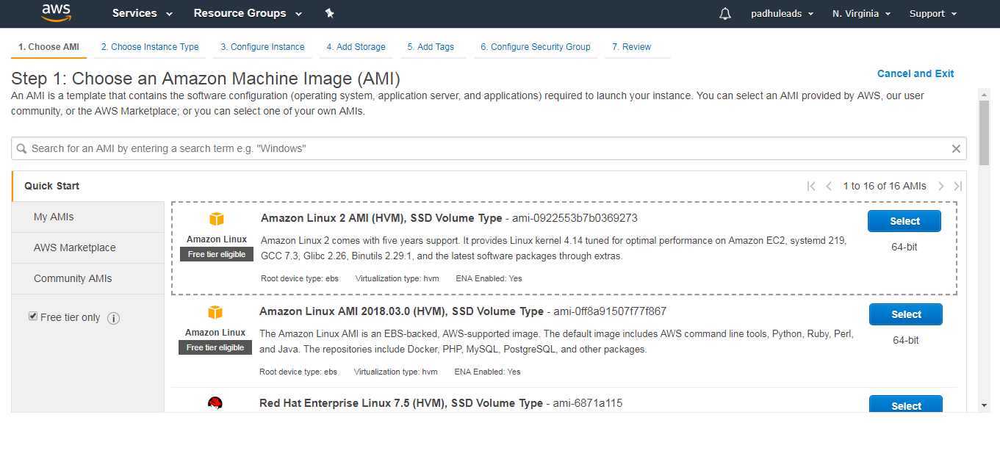 aws
Services
Resource Groups
padhuleads
N. Virginia
Support
1. Choose AMI
2. Choose Instance Type
3. Configure Instance
4. Add Storage
5. Add Tags
6. Configure Security Group
7. Review
Step 1: Choose an Amazon Machine Image (AMI)
Cancel and Exit
An AMI is a template that contains the software configuration (operating system, application server, and applications) required to launch your instance. You can select an AMI provided by AWS, our user
community, or the AWS Marketplace; or you can select one of your own AMIs.
Search for an AMI by entering a search term e.g. "Windows"
Quick Start
1 to 16 of 16 AMIs
My AMIs
AWS Marketplace
Community AMIs
Free tier only
Amazon Linux
Free tier eligible
Amazon Linux 2 AMI (HVM), SSD Volume Type - ami-0922553b7b0369273
Amazon Linux 2 comes with five years support. It provides Linux kernel 4.14 tuned for optimal performance on Amazon EC2, systemd 219,
GCC 7.3, Glibc 2.26, Binutils 2.29.1, and the latest software packages through extras.
Root device type: ebs
Virtualization type: hvm
ENA Enabled: Yes
Select
64-bit
Amazon Linux
Free tier eligible
Amazon Linux AMI 2018.03.0 (HVM), SSD Volume Type - ami-0ff8a91507f77f867
The Amazon Linux AMI is an EBS-backed, AWS-supported image. The default image includes AWS command line tools, Python, Ruby, Perl,
and Java. The repositories include Docker, PHP, MySQL, PostgreSQL, and other packages.
Root device type: ebs
Virtualization type: hvm
ENA Enabled: Yes
Select
64-bit
Red Hat Enterprise Linux 7.5 (HVM), SSD Volume Type - ami-6871a115
Select